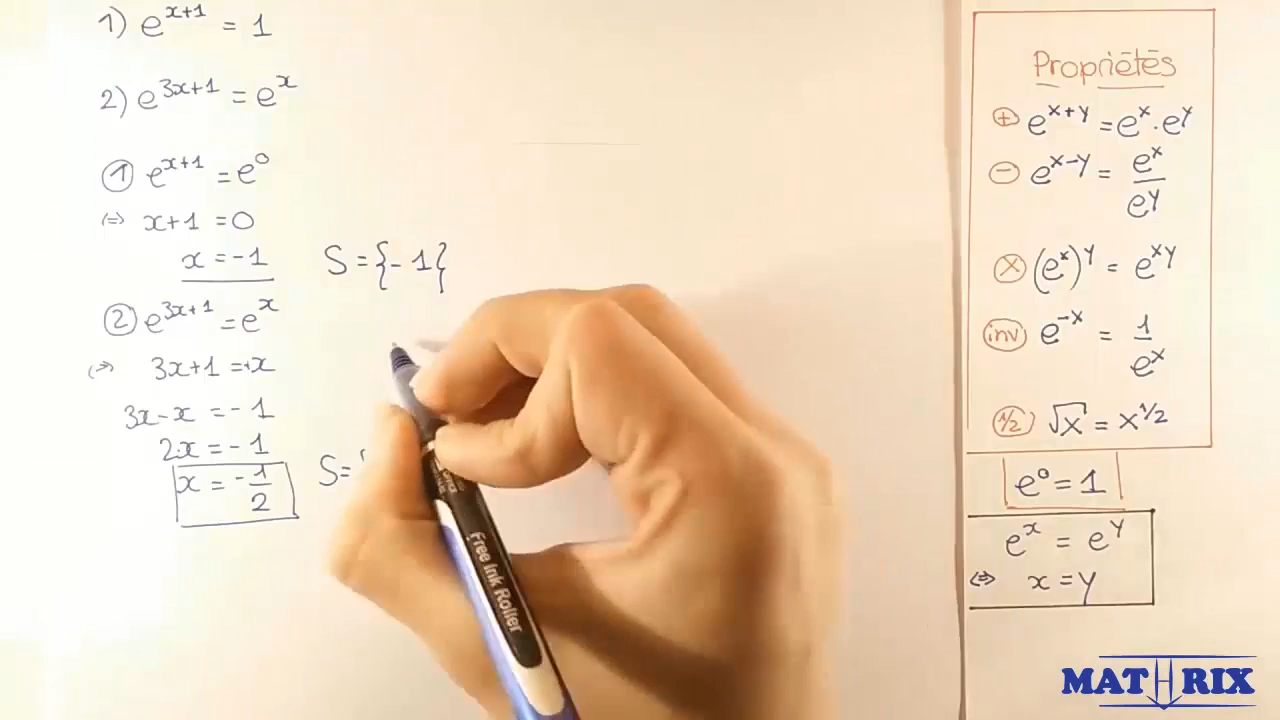 1) e^{x+1} = 1
2) e^{3x+1} = e^x
① e^{x+1} = e^0
⇔ x+1 = 0
x = -1 S = {-1}
② e^{3x+1} = e^x
⇔ 3x+1 = +x
3x-x = -1
2x = -1
x = -1/2 S = {
Free Ink Roller
Propriétés
+ e^{x+y} = e^x . e^y
- e^{x-y} = e^x/e^y
× (e^x)^y = e^{xy}
inv e^{-x} = 1/e^x
1/2 √x = x^{1/2}
e^0 = 1
e^x = e^y
⇔ x = y
MATHRIX